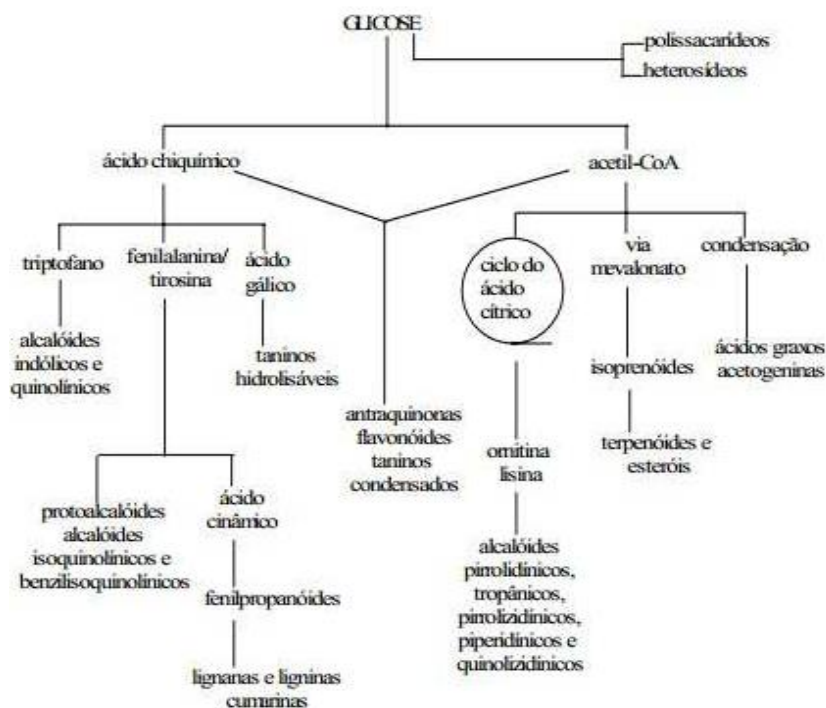 GLICOSE
polissacarídeos
heterosídeos
ácido chiquímico
acetil-CoA
triptofano
fenilalanina/
tirosina
ácido
gálico
ciclo do
ácido
cítrico
via
mevalonato
condensação
alcalóides
indólicos e
quinolínicos
taninos
hidrolisáveis
isoprenóides
ácidos graxos
acetogeninas
antraquinonas
flavonóides
taninos
condensados
ornitina
lisina
terpenóides e
esteróis
protoalcalóides
alcalóides
isoquinolínicos e
benzilisoquinolínicos
ácido
cinâmico
alcalóides
pirrolidínicos,
tropânicos,
pirrolizidínicos,
piperidínicos e
quinolizidínicos
fenilpropanóides
lignanas e ligninas
cumarinas